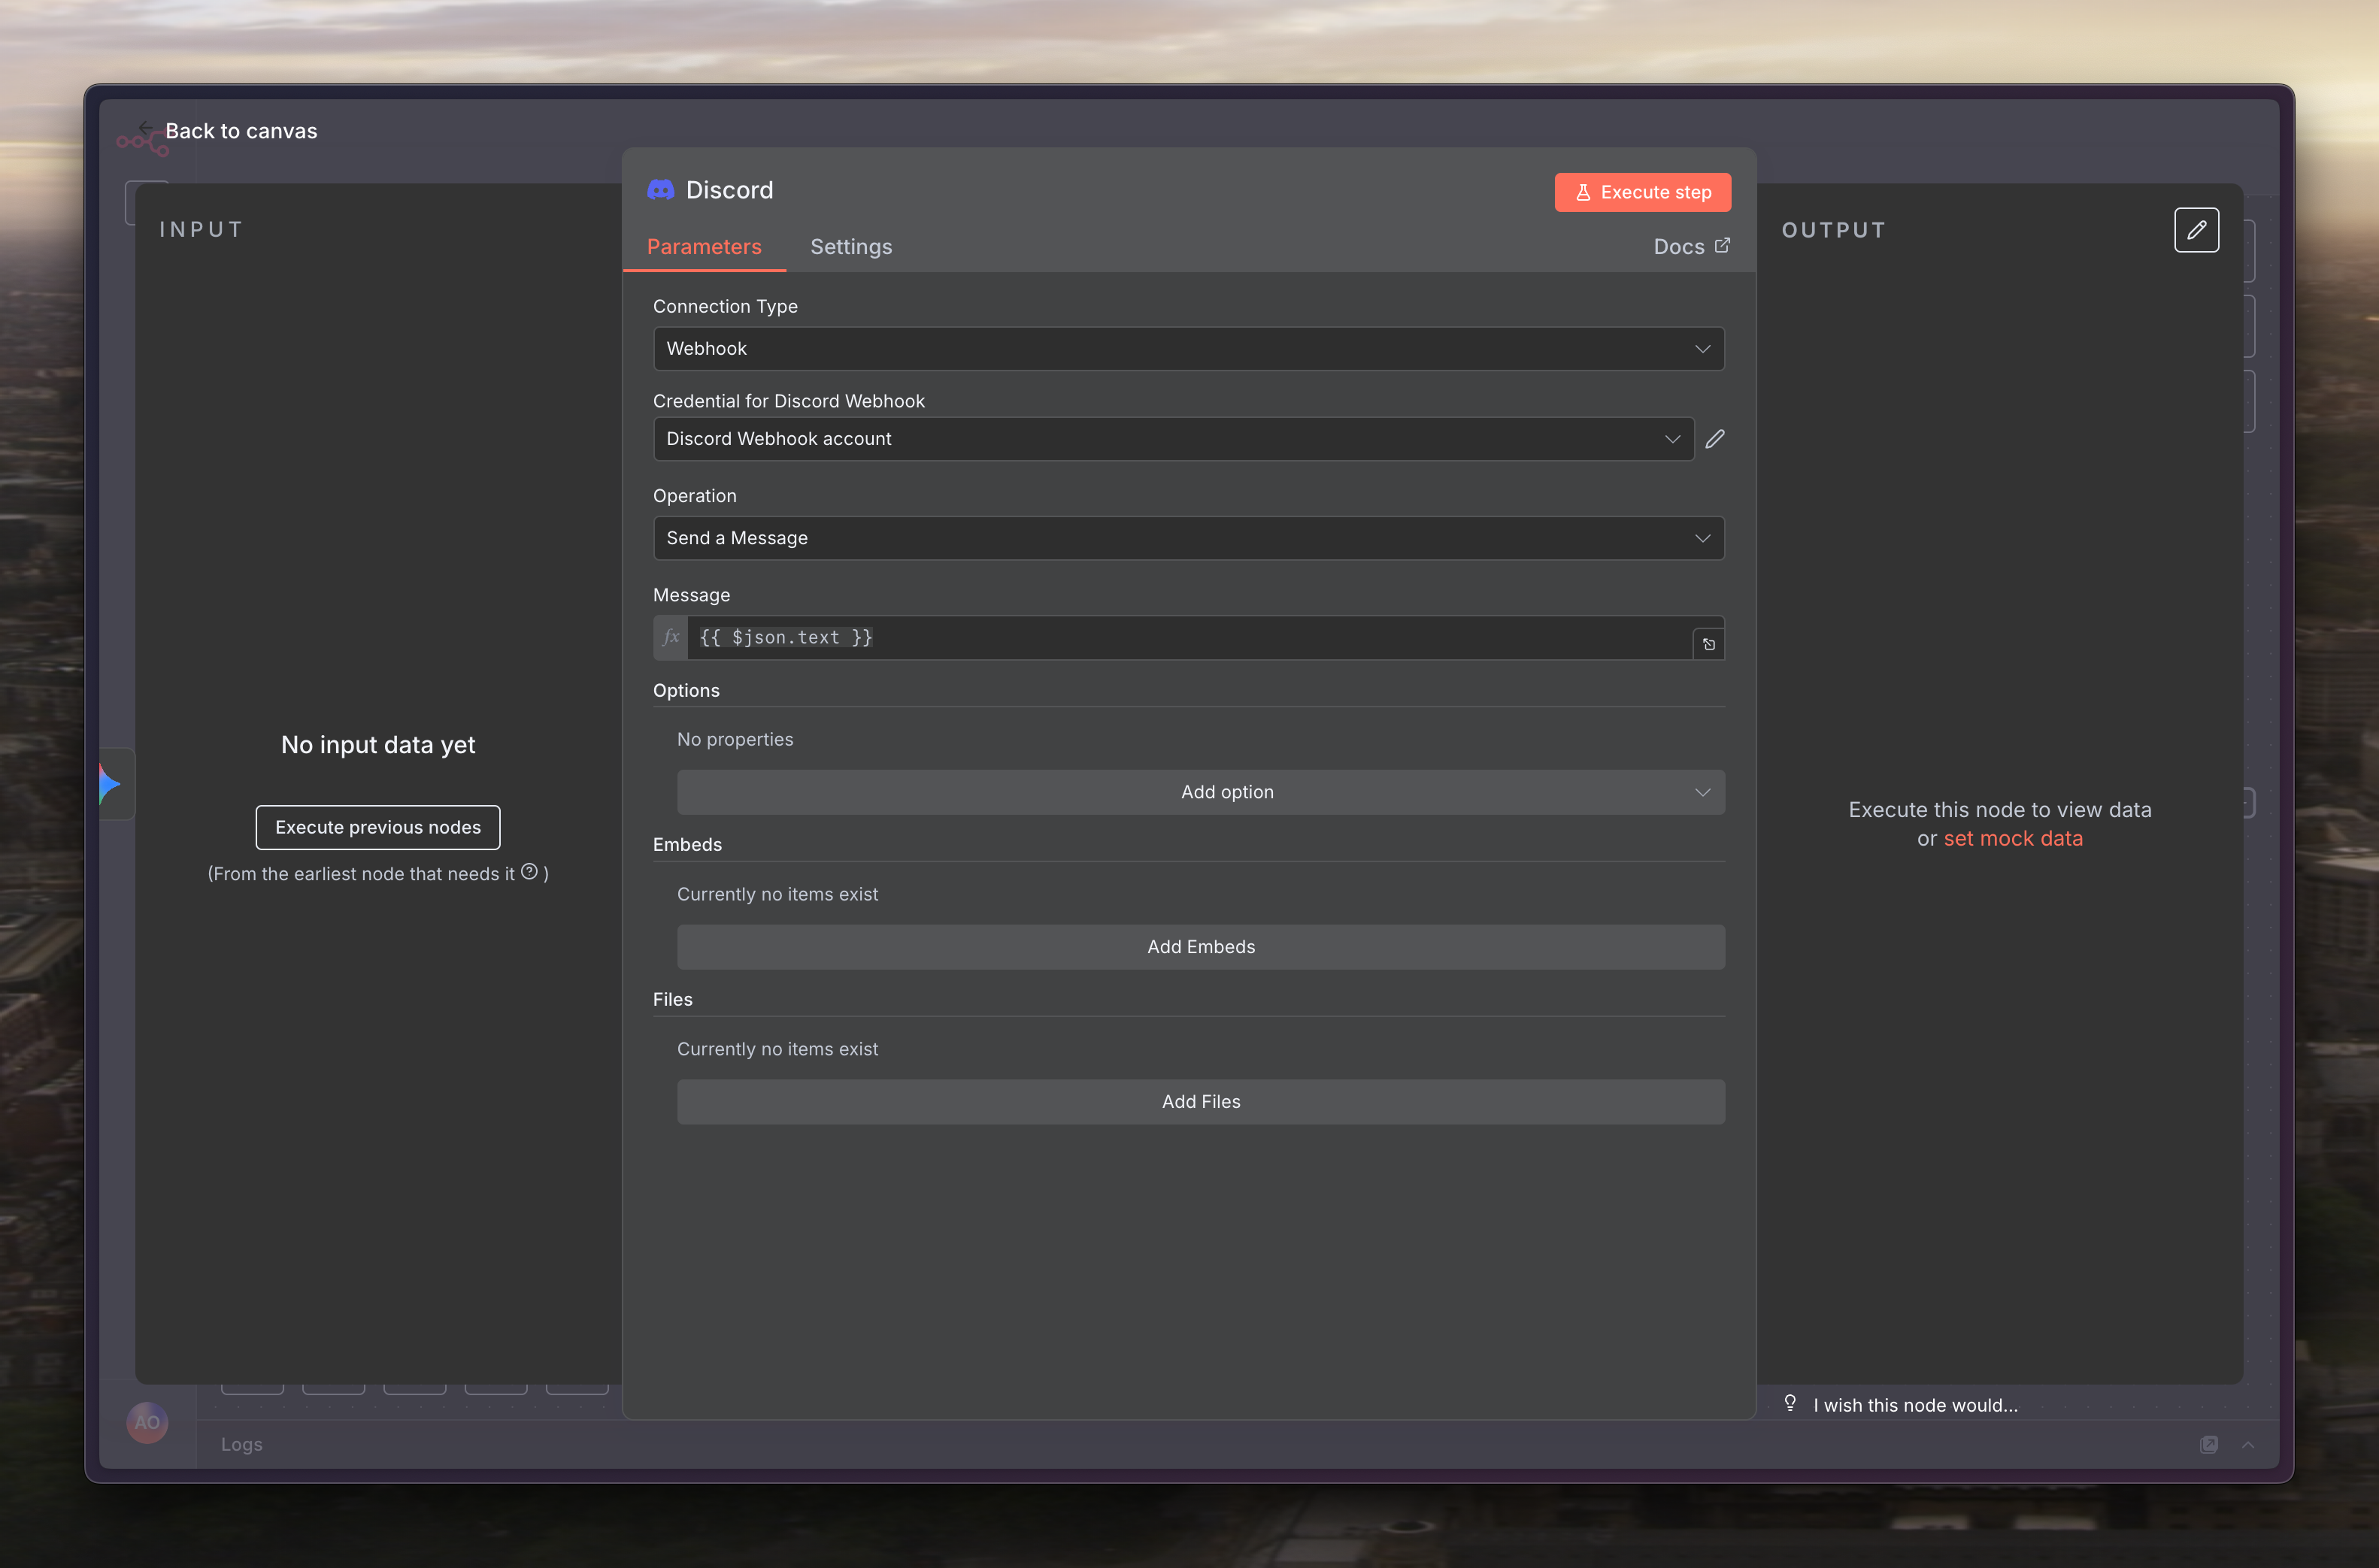 Back to canvas
INPUT
No input data yet
Execute previous nodes
(From the earliest node that needs it ? )
Discord
Execute step
Parameters
Settings
Docs
Connection Type
Webhook
Credential for Discord Webhook
Discord Webhook account
Operation
Send a Message
Message
fx
{{ $json.text }}
Options
No properties
Add option
Embeds
Currently no items exist
Add Embeds
Files
Currently no items exist
Add Files
OUTPUT
Execute this node to view data
or set mock data
I wish this node would...
AO
Logs